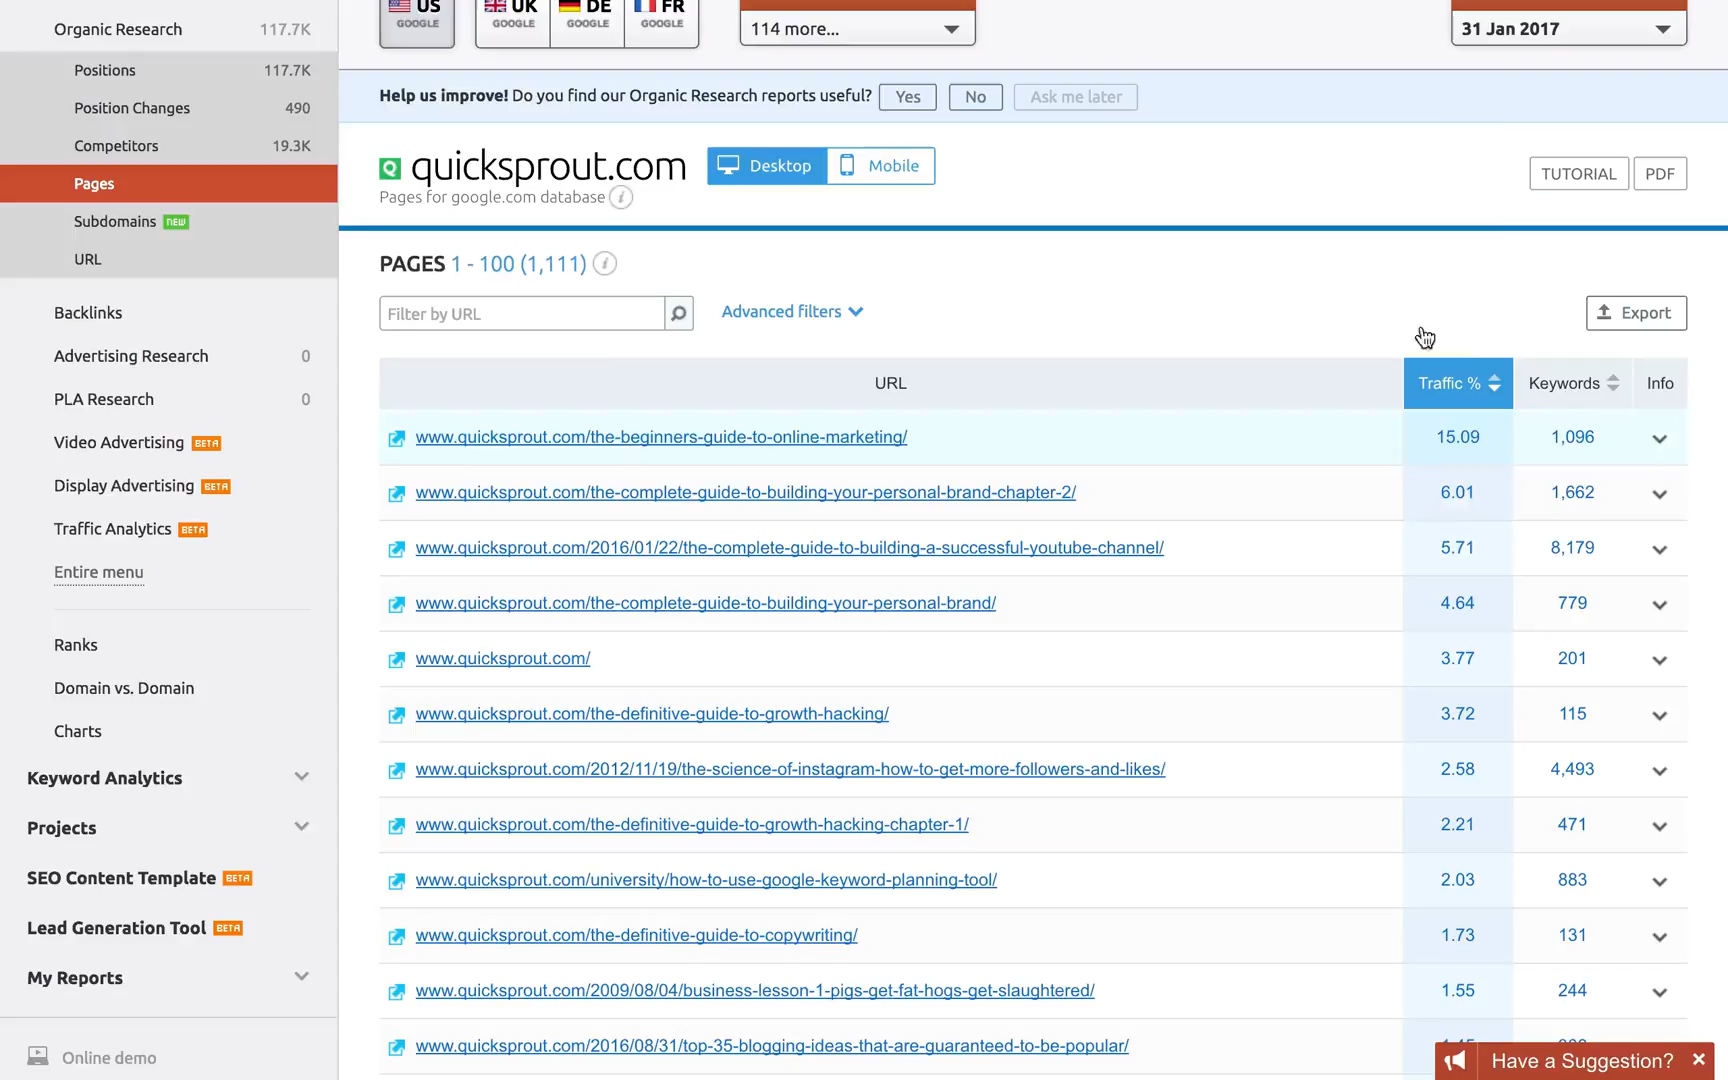 Organic Research 117.7K
Positions 117.7K
Position Changes 490
Competitors 19.3K
Pages
Subdomains NEW
URL
Backlinks
Advertising Research 0
PLA Research 0
Video Advertising BETA
Display Advertising BETA
Traffic Analytics BETA
Entire menu
Ranks
Domain vs. Domain
Charts
Keyword Analytics
Projects
SEO Content Template BETA
Lead Generation Tool BETA
My Reports
Online demo
US GOOGLE
UK GOOGLE
DE GOOGLE
FR GOOGLE
114 more...
31 Jan 2017
Help us improve! Do you find our Organic Research reports useful? Yes No Ask me later
Q quicksprout.com Desktop Mobile
Pages for google.com database i
TUTORIAL PDF
PAGES 1 - 100 (1,111) i
Filter by URL Advanced filters Export
URL Traffic % Keywords Info
www.quicksprout.com/the-beginners-guide-to-online-marketing/ 15.09 1,096
www.quicksprout.com/the-complete-guide-to-building-your-personal-brand-chapter-2/ 6.01 1,662
www.quicksprout.com/2016/01/22/the-complete-guide-to-building-a-successful-youtube-channel/ 5.71 8,179
www.quicksprout.com/the-complete-guide-to-building-your-personal-brand/ 4.64 779
www.quicksprout.com/ 3.77 201
www.quicksprout.com/the-definitive-guide-to-growth-hacking/ 3.72 115
www.quicksprout.com/2012/11/19/the-science-of-instagram-how-to-get-more-followers-and-likes/ 2.58 4,493
www.quicksprout.com/the-definitive-guide-to-growth-hacking-chapter-1/ 2.21 471
www.quicksprout.com/university/how-to-use-google-keyword-planning-tool/ 2.03 883
www.quicksprout.com/the-definitive-guide-to-copywriting/ 1.73 131
www.quicksprout.com/2009/08/04/business-lesson-1-pigs-get-fat-hogs-get-slaughtered/ 1.55 244
www.quicksprout.com/2016/08/31/top-35-blogging-ideas-that-are-guaranteed-to-be-popular/
Have a Suggestion? ×